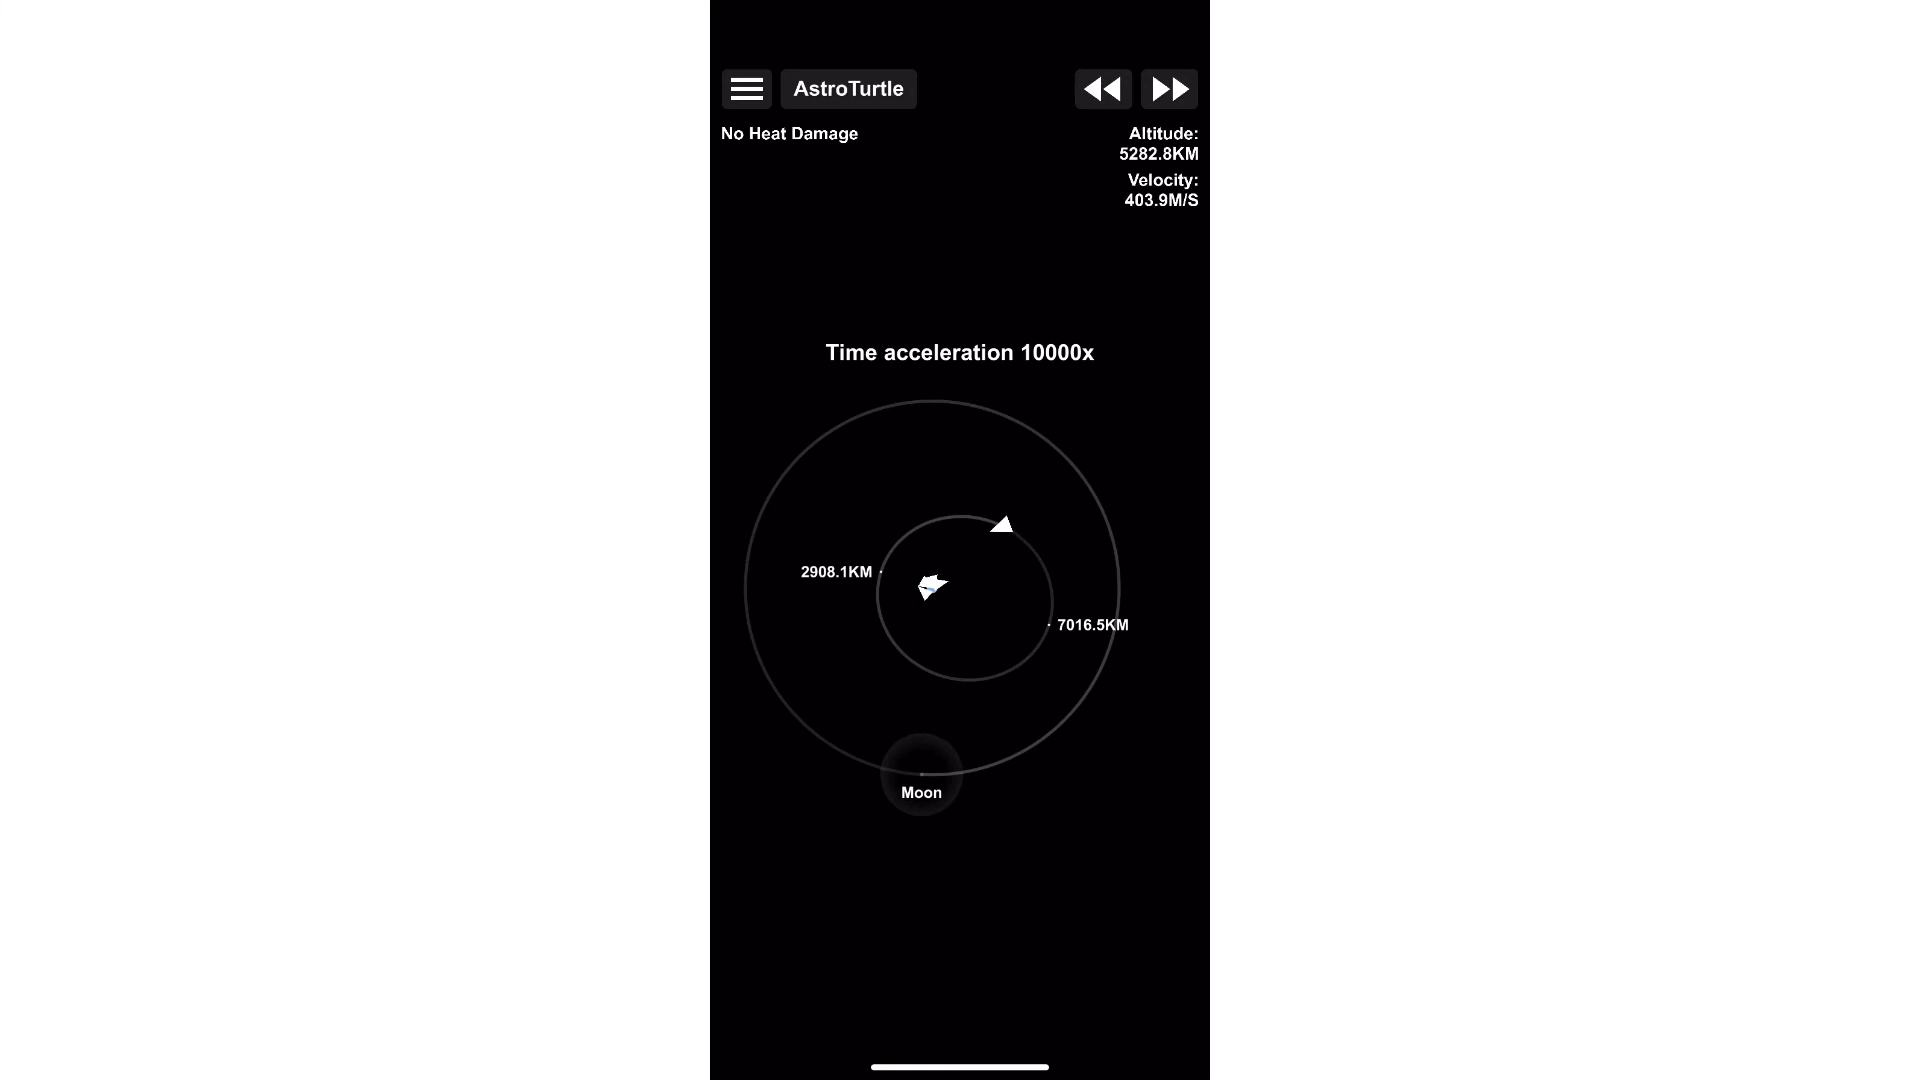 AstroTurtle
No Heat Damage
Altitude:
5282.8KM
Velocity:
403.9M/S
Time acceleration 10000x
2908.1KM
7016.5KM
Moon